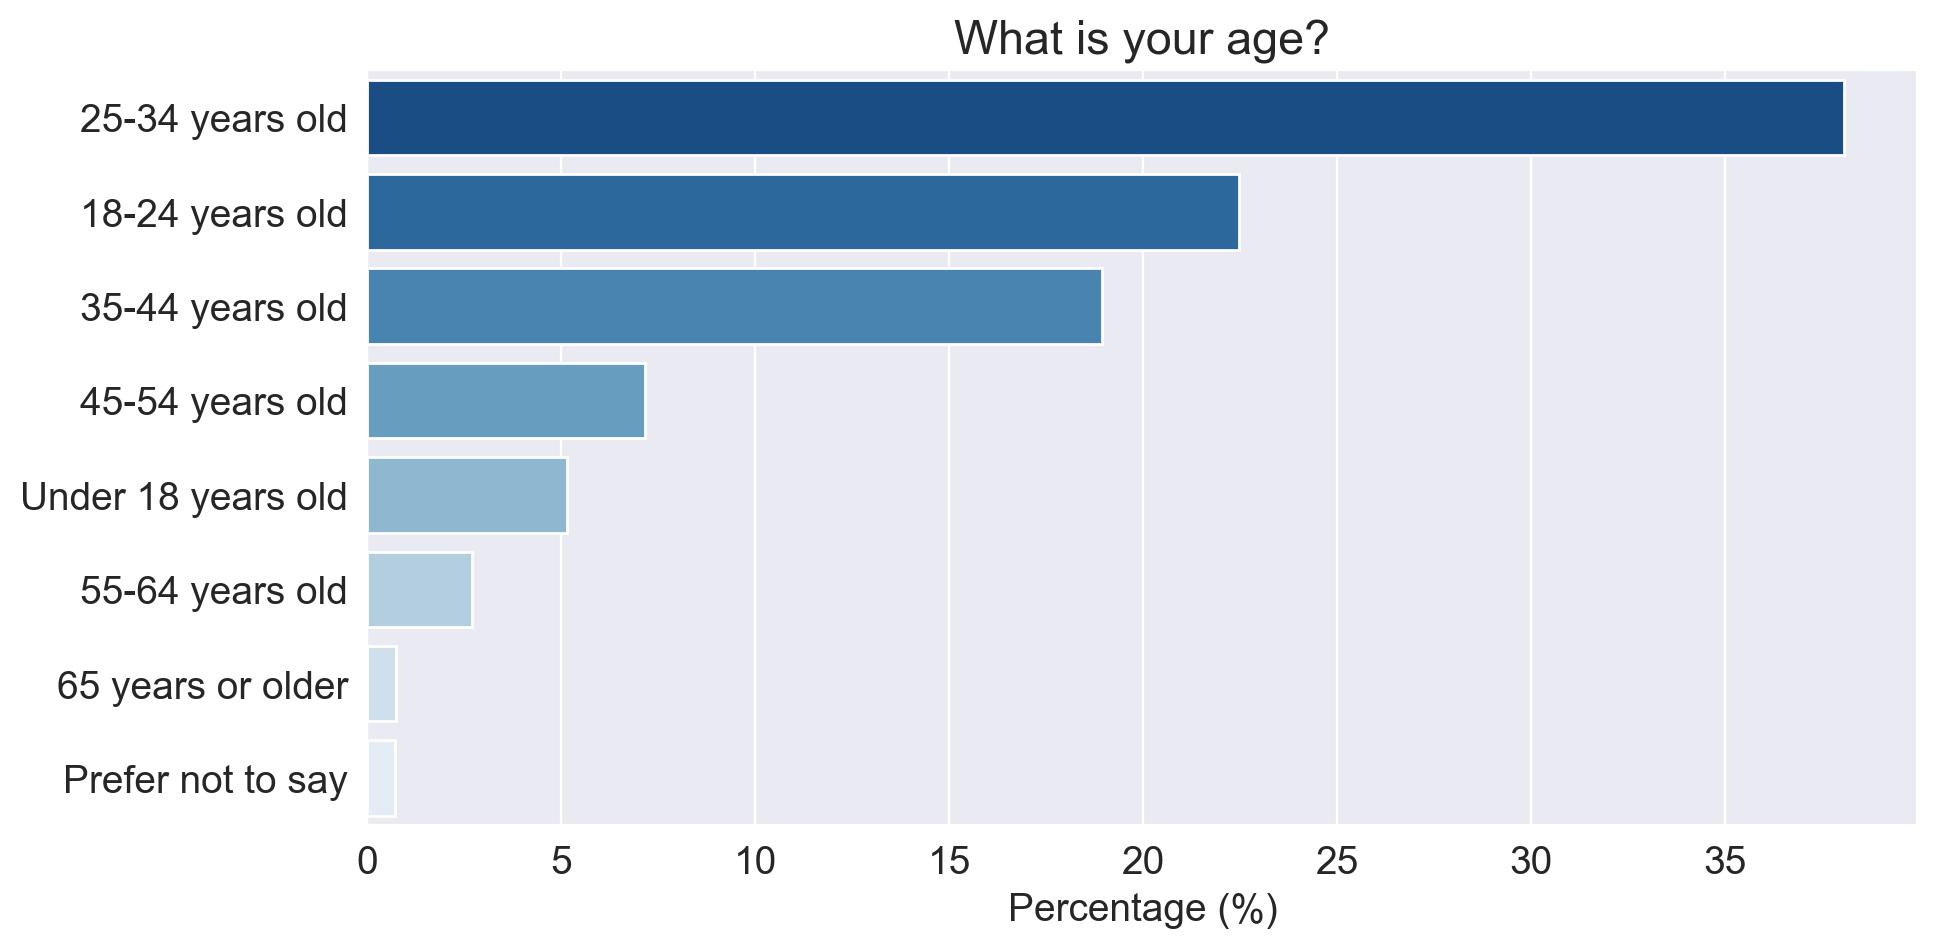 What is your age?
25-34 years old
18-24 years old
35-44 years old
45-54 years old
Under 18 years old
55-64 years old
65 years or older
Prefer not to say
0 5 10 15 20 25 30 35
Percentage (%)